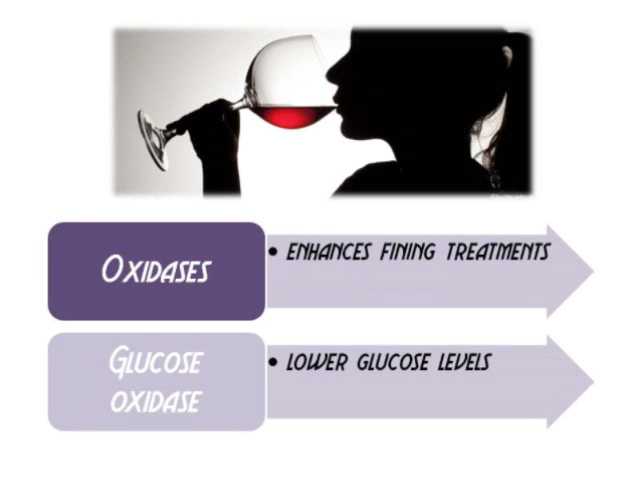 OXIDASES
• ENHANCES FINING TREATMENTS
GLUCOSE
OXIDASE
• LOWER GLUCOSE LEVELS